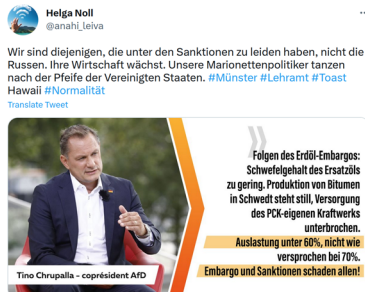 Helga Noll
@anahi_leiva
Wir sind diejenigen, die unter den Sanktionen zu leiden haben, nicht die
Russen. Ihre Wirtschaft wächst. Unsere Marionettenpolitiker tanzen
nach der Pfeife der Vereinigten Staaten. #Münster #Lehramt #Toast
Hawaii #Normalität
Translate Tweet
Folgen des Erdöl-Embargos:
Schwefelgehalt des Ersatzöls
zu gering. Produktion von Bitumen
in Schwedt steht still, Versorgung
des PCK-eigenen Kraftwerks
unterbrochen.
Auslastung unter 60%, nicht wie
versprochen bei 70%.
Embargo und Sanktionen schaden allen!
Tino Chrupalla – coprésident AfD